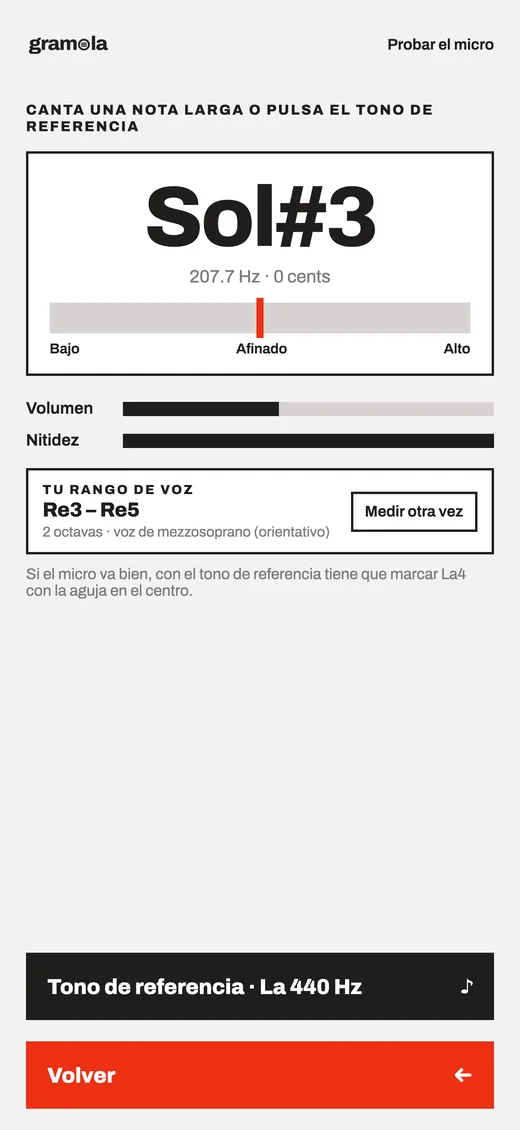 gramola
Probar el micro
CANTA UNA NOTA LARGA O PULSA EL TONO DE
REFERENCIA
Sol#3
207.7 Hz · 0 cents
Bajo
Afinado
Alto
Volumen
Nitidez
TU RANGO DE VOZ
Re3 – Re5
2 octavas · voz de mezzosoprano (orientativo)
Medir otra vez
Si el micro va bien, con el tono de referencia tiene que marcar La4
con la aguja en el centro.
Tono de referencia · La 440 Hz ♪
Volver ←